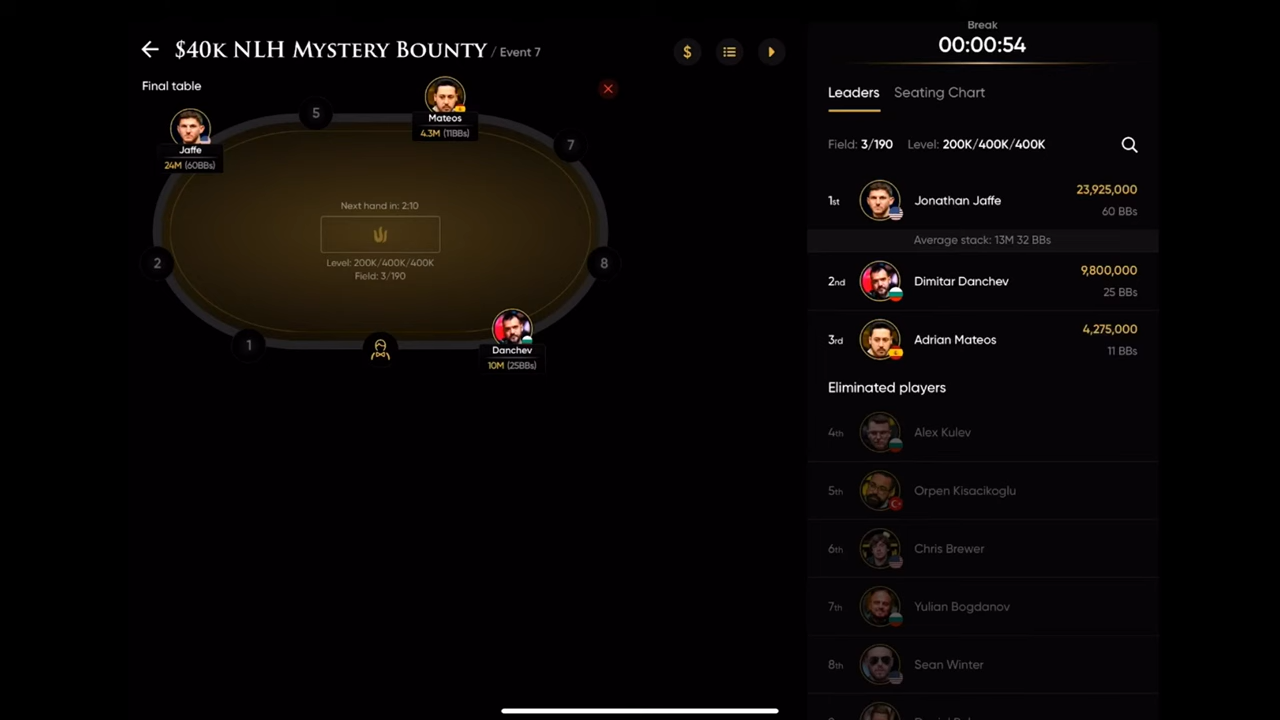 $40K NLH MYSTERY BOUNTY / Event 7
Final table
5
Mateos
4.3M (11BBs)
7
Jaffe
24M (60BBs)
Next hand in: 2:10
Level: 200K/400K/400K
Field: 3/190
2
8
1
Danchev
10M (25BBs)
Break
00:00:54
Leaders Seating Chart
Field: 3/190 Level: 200K/400K/400K
1st Jonathan Jaffe 23,925,000
60 BBs
Average stack: 13M 32 BBs
2nd Dimitar Danchev 9,800,000
25 BBs
3rd Adrian Mateos 4,275,000
11 BBs
Eliminated players
4th Alex Kulev
5th Orpen Kisacikoglu
6th Chris Brewer
7th Yulian Bogdanov
8th Sean Winter